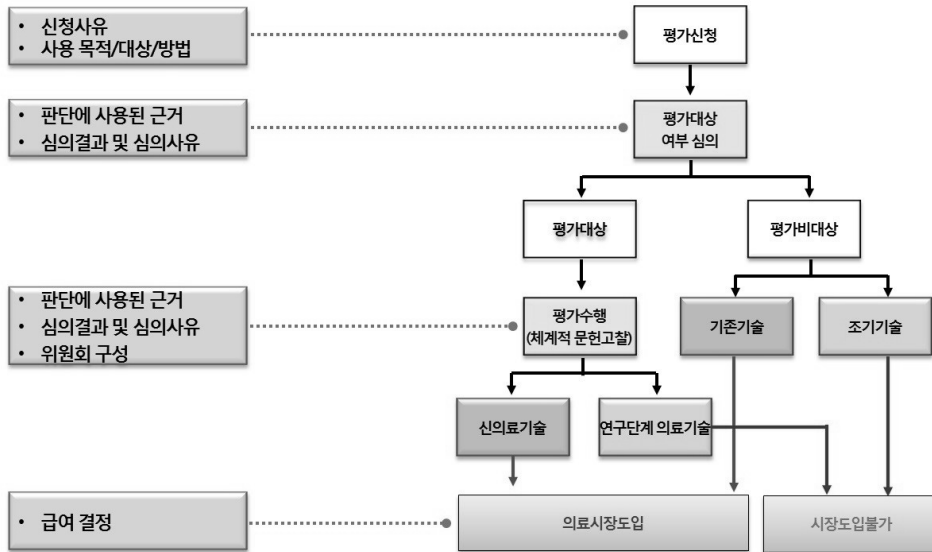 • 신청사유
• 사용 목적/대상/방법
평가신청
• 판단에 사용된 근거
• 심의결과 및 심의사유
평가대상
여부 심의
평가대상
평가비대상
• 판단에 사용된 근거
• 심의결과 및 심의사유
• 위원회 구성
평가수행
(체계적 문헌고찰)
기존기술
조기기술
신의료기술
연구단계 의료기술
• 급여 결정
의료시장도입
시장도입불가